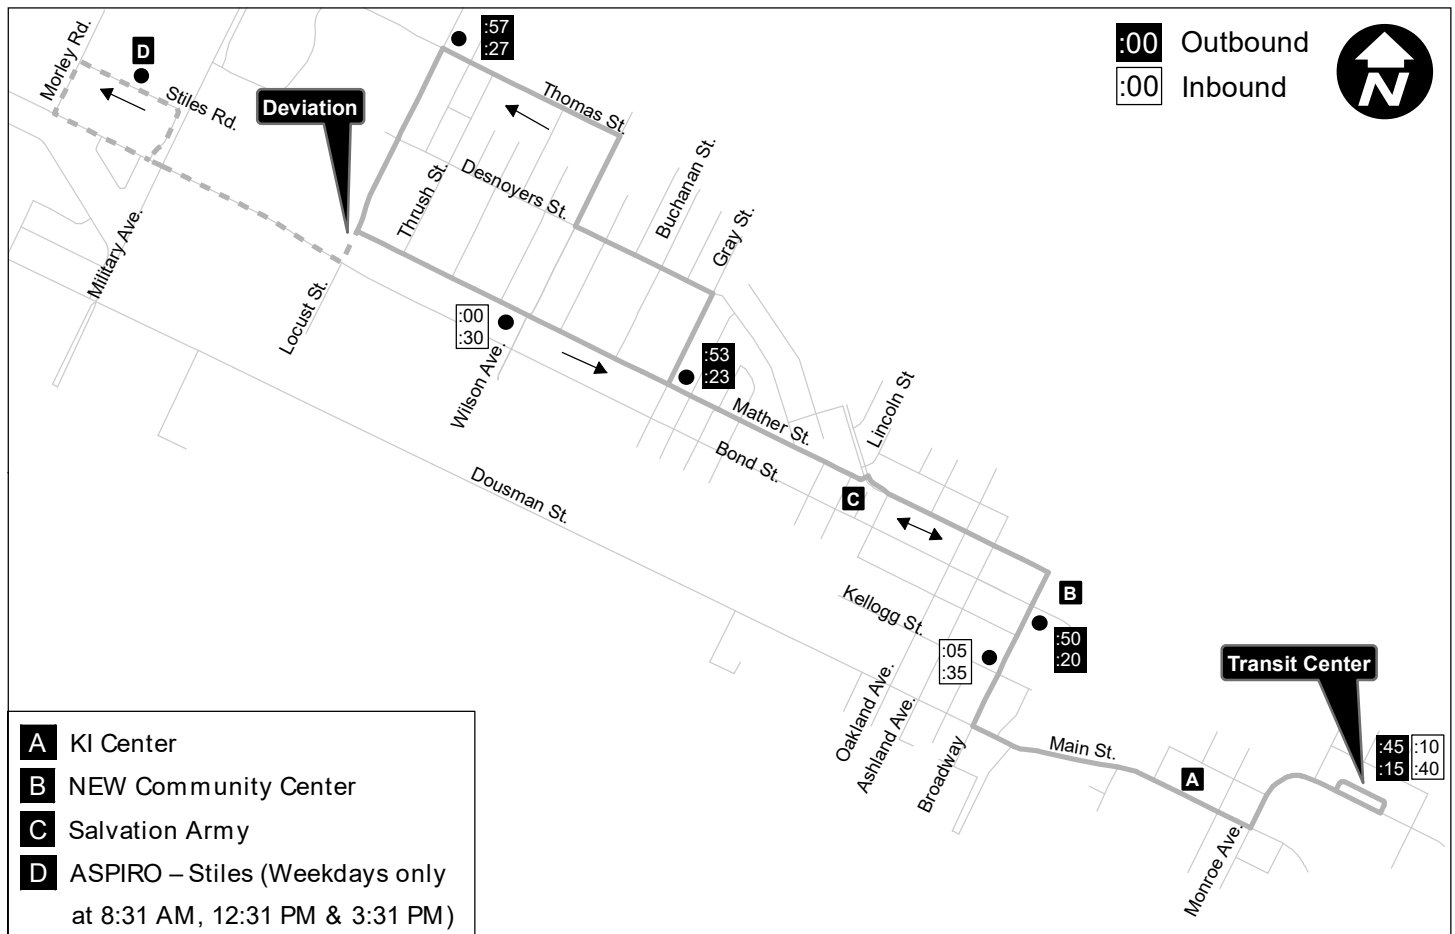 :57
:27
:00 Outbound
:00 Inbound
N
Morley Rd.
D
Stiles Rd.
Deviation
Thomas St.
Desnoyers St.
Thrush St.
Buchanan St.
Gray St.
Military Ave.
Locust St.
:00
:30
Wilson Ave.
:53
:23
Mather St.
Lincoln St
Bond St.
Dousman St.
C
B
Kellogg St.
:50
:20
:05
:35
Transit Center
Oakland Ave.
Ashland Ave.
Broadway
Main St.
A
:45 :10
:15 :40
Monroe Ave.
A KI Center
B NEW Community Center
C Salvation Army
D ASPIRO – Stiles (Weekdays only
at 8:31 AM, 12:31 PM & 3:31 PM)